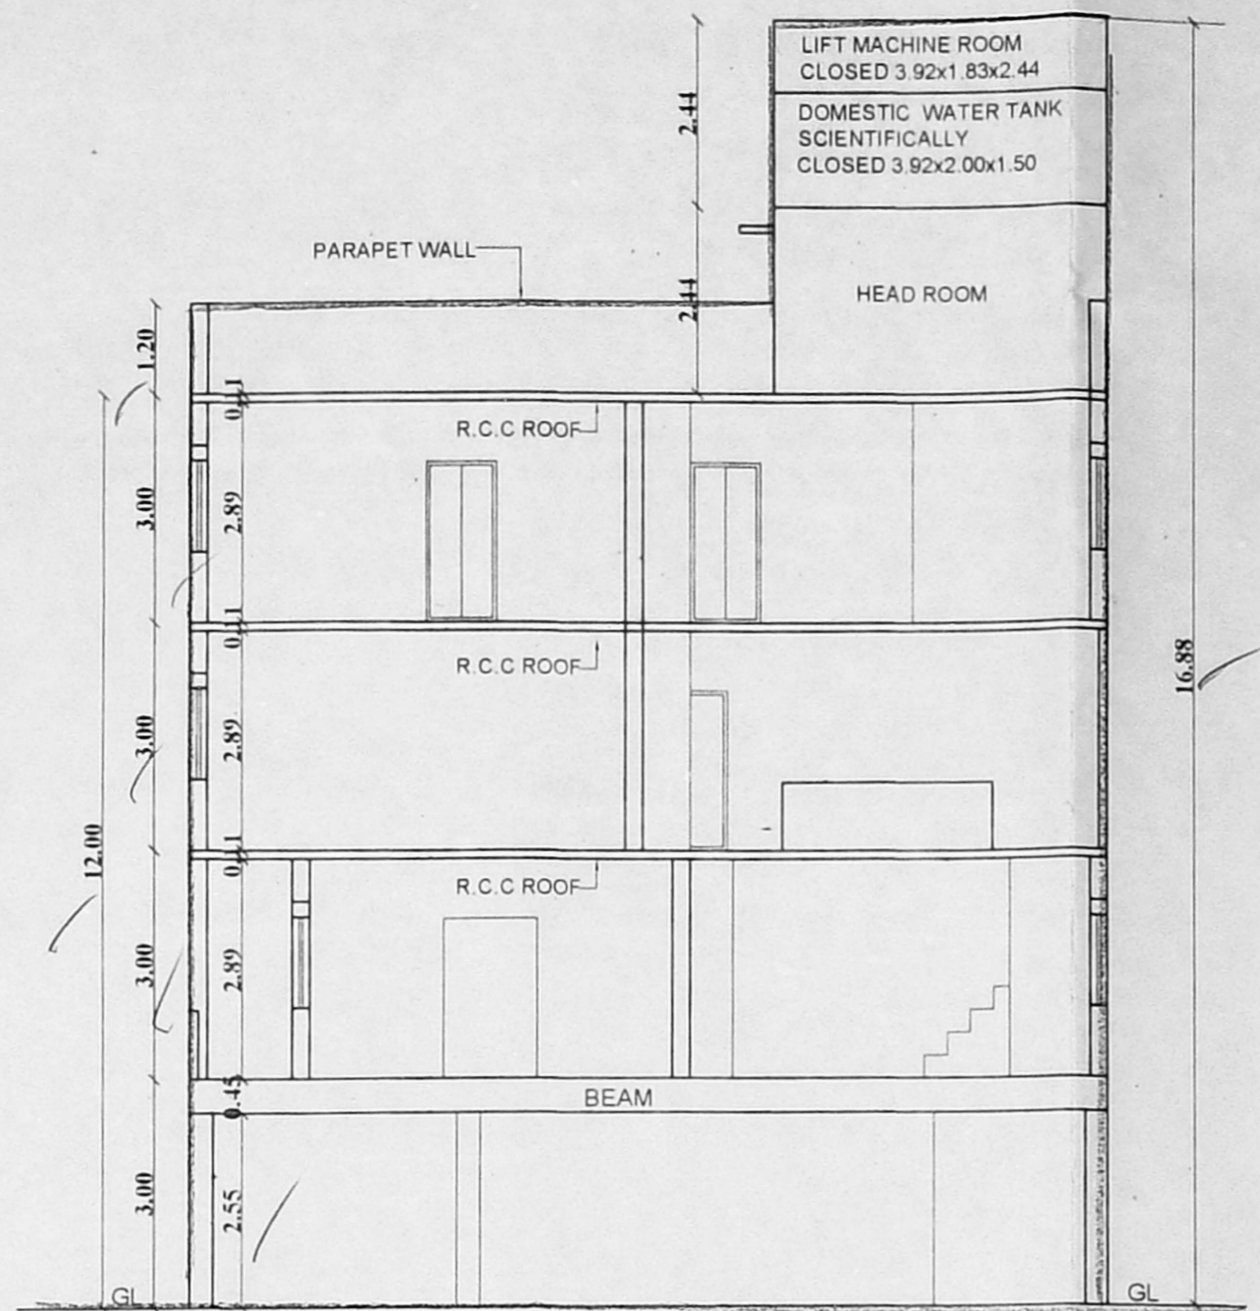 LIFT MACHINE ROOM
CLOSED 3.92x1.83x2.44
DOMESTIC WATER TANK
SCIENTIFICALLY
CLOSED 3.92x2.00x1.50
2.44
PARAPET WALL
HEAD ROOM
2.44
1.20
0.11
R.C.C ROOF
3.00
2.89
0.11
R.C.C ROOF
16.88
3.00
2.89
12.00
0.11
R.C.C ROOF
3.00
2.89
0.45
BEAM
3.00
2.55
GL
GL